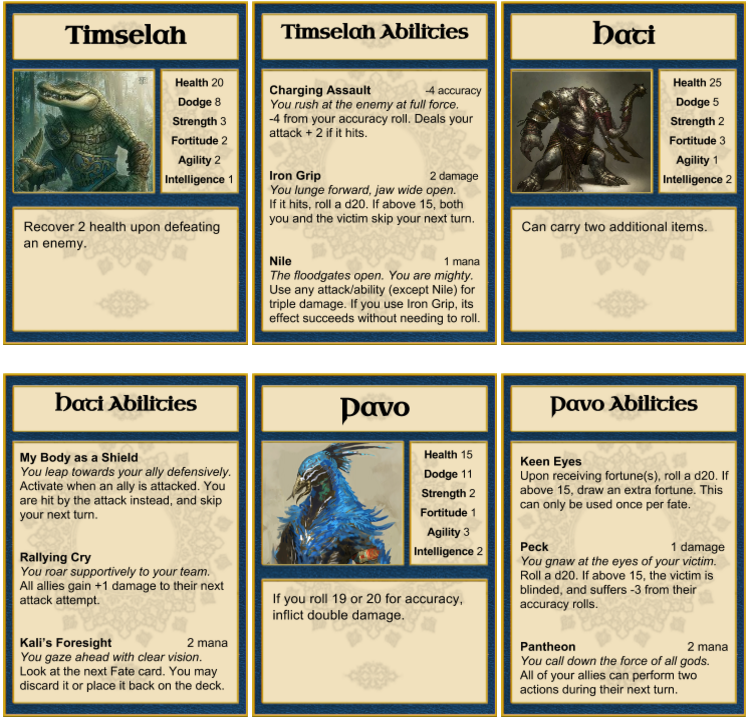 Timselah
Health 20
Dodge 8
Strength 3
Fortitude 2
Agility 2
Intelligence 1
Recover 2 health upon defeating
an enemy.
Timselah Abilities
Charging Assault -4 accuracy
You rush at the enemy at full force.
-4 from your accuracy roll. Deals your
attack + 2 if it hits.
Iron Grip 2 damage
You lunge forward, jaw wide open.
If it hits, roll a d20. If above 15, both
you and the victim skip your next turn.
Nile 1 mana
The floodgates open. You are mighty.
Use any attack/ability (except Nile) for
triple damage. If you use Iron Grip, its
effect succeeds without needing to roll.
Hati
Health 25
Dodge 5
Strength 2
Fortitude 3
Agility 1
Intelligence 2
Can carry two additional items.
Hati Abilities
My Body as a Shield
You leap towards your ally defensively.
Activate when an ally is attacked. You
are hit by the attack instead, and skip
your next turn.
Rallying Cry
You roar supportively to your team.
All allies gain +1 damage to their next
attack attempt.
Kali's Foresight 2 mana
You gaze ahead with clear vision.
Look at the next Fate card. You may
discard it or place it back on the deck.
Pavo
Health 15
Dodge 11
Strength 2
Fortitude 1
Agility 3
Intelligence 2
If you roll 19 or 20 for accuracy,
inflict double damage.
Pavo Abilities
Keen Eyes
Upon receiving fortune(s), roll a d20. If
above 15, draw an extra fortune. This
can only be used once per fate.
Peck 1 damage
You gnaw at the eyes of your victim.
Roll a d20. If above 15, the victim is
blinded, and suffers -3 from their
accuracy rolls.
Pantheon 2 mana
You call down the force of all gods.
All of your allies can perform two
actions during their next turn.